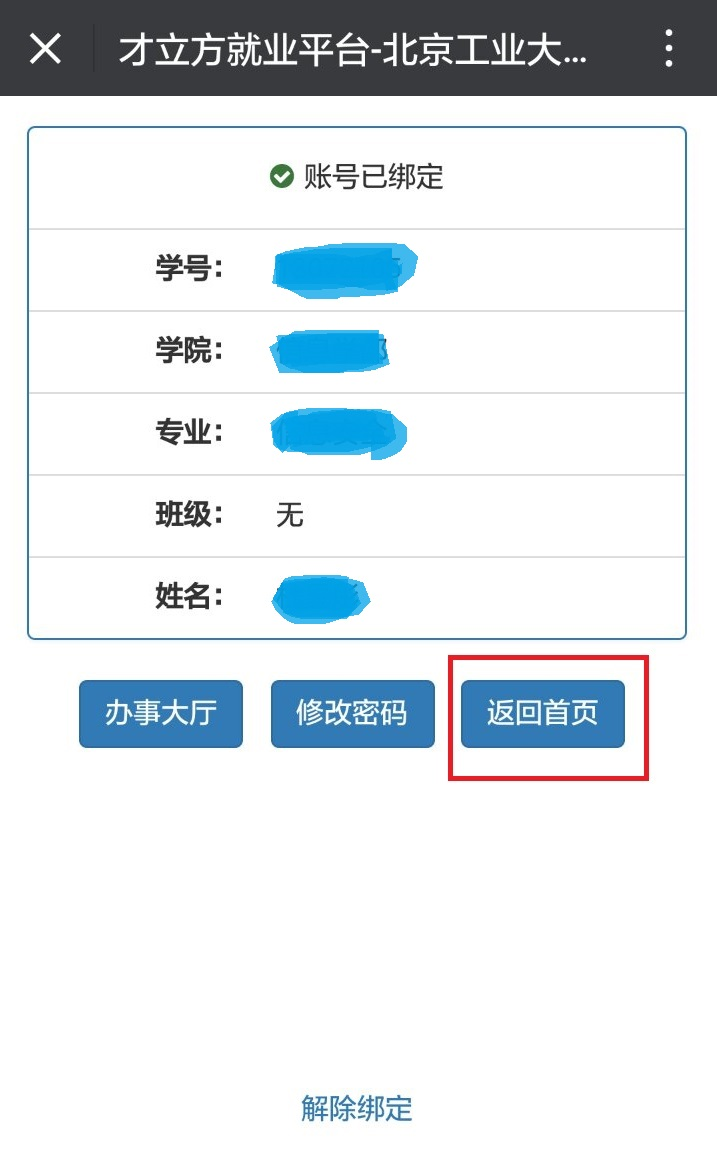 才立方就业平台-北京工业大...
账号已绑定
学号：
学院：
专业：
班级： 无
姓名：
办事大厅 修改密码 返回首页
解除绑定